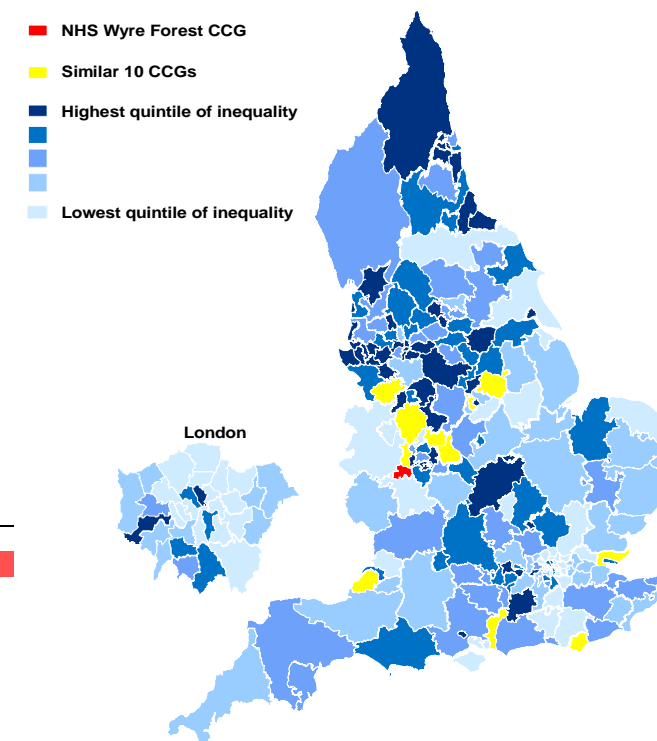 NHS Wyre Forest CCG
Similar 10 CCGs
Highest quintile of inequality
Lowest quintile of inequality
London